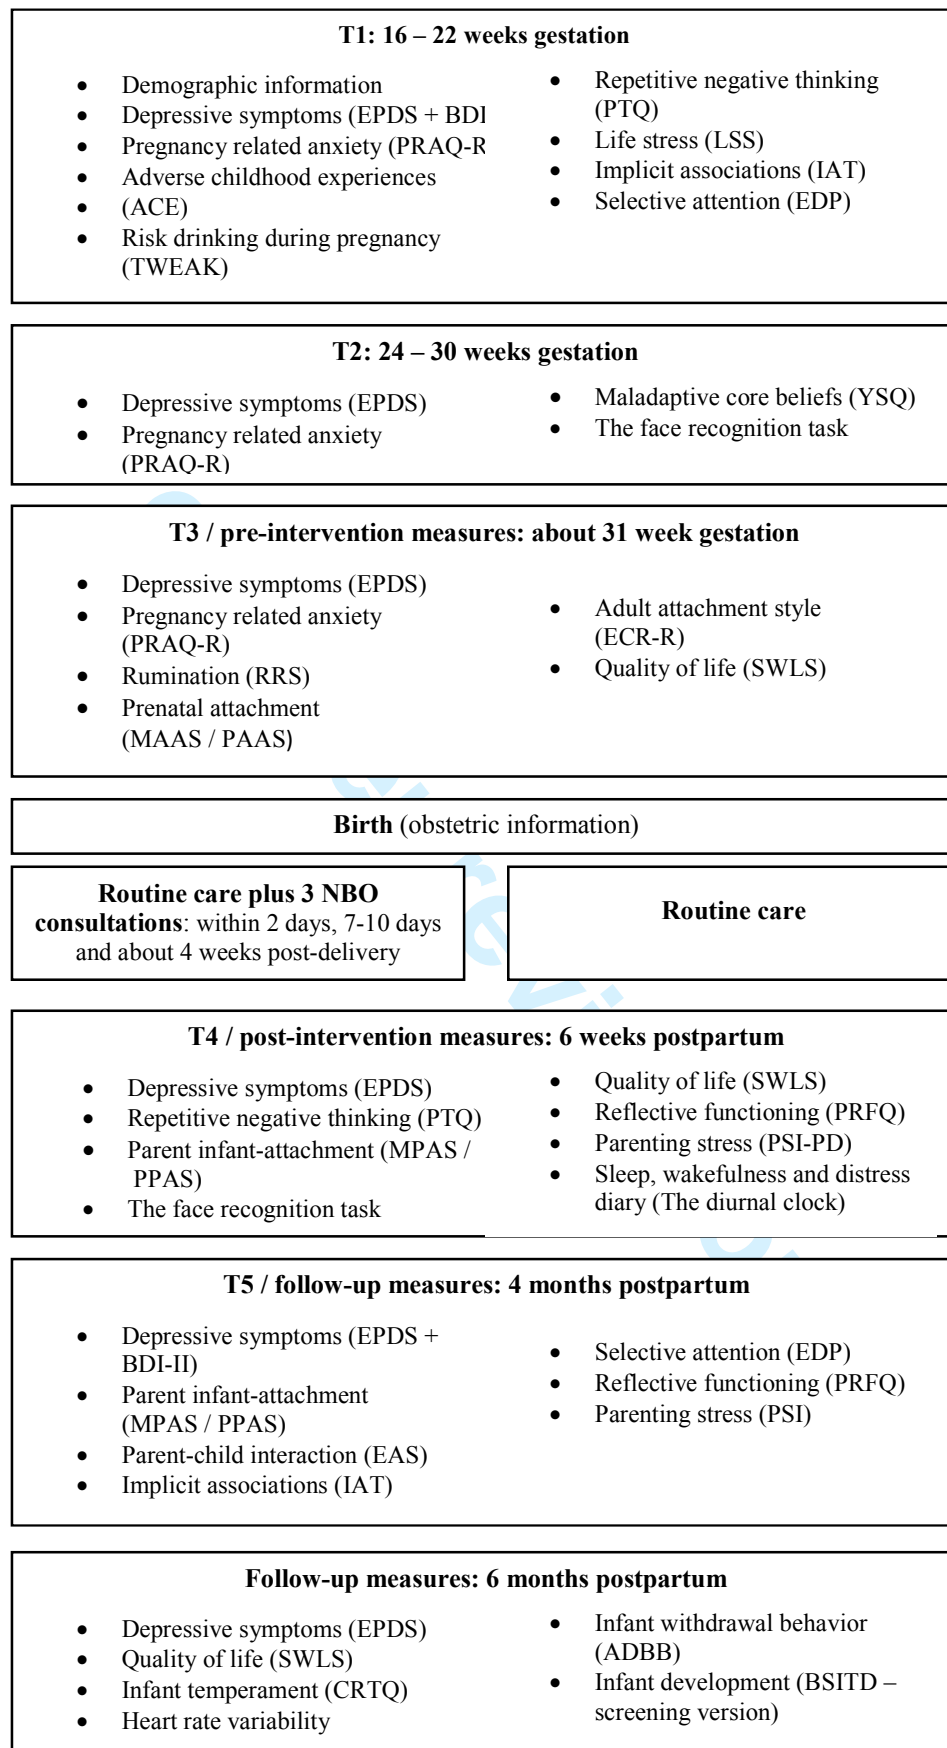 T1: 16 – 22 weeks gestation
• Demographic information
• Depressive symptoms (EPDS + BDI
• Pregnancy related anxiety (PRAQ-R
• Adverse childhood experiences
• (ACE)
• Risk drinking during pregnancy
(TWEAK)
• Repetitive negative thinking
(PTQ)
• Life stress (LSS)
• Implicit associations (IAT)
• Selective attention (EDP)
T2: 24 – 30 weeks gestation
• Depressive symptoms (EPDS)
• Pregnancy related anxiety
(PRAQ-R)
• Maladaptive core beliefs (YSQ)
• The face recognition task
T3 / pre-intervention measures: about 31 week gestation
• Depressive symptoms (EPDS)
• Pregnancy related anxiety
(PRAQ-R)
• Rumination (RRS)
• Prenatal attachment
(MAAS / PAAS)
• Adult attachment style
(ECR-R)
• Quality of life (SWLS)
Birth (obstetric information)
Routine care plus 3 NBO
consultations: within 2 days, 7-10 days
and about 4 weeks post-delivery
Routine care
T4 / post-intervention measures: 6 weeks postpartum
• Depressive symptoms (EPDS)
• Repetitive negative thinking (PTQ)
• Parent infant-attachment (MPAS /
PPAS)
• The face recognition task
• Quality of life (SWLS)
• Reflective functioning (PRFQ)
• Parenting stress (PSI-PD)
• Sleep, wakefulness and distress
diary (The diurnal clock)
T5 / follow-up measures: 4 months postpartum
• Depressive symptoms (EPDS +
BDI-II)
• Parent infant-attachment
(MPAS / PPAS)
• Parent-child interaction (EAS)
• Implicit associations (IAT)
• Selective attention (EDP)
• Reflective functioning (PRFQ)
• Parenting stress (PSI)
Follow-up measures: 6 months postpartum
• Depressive symptoms (EPDS)
• Quality of life (SWLS)
• Infant temperament (CRTQ)
• Heart rate variability
• Infant withdrawal behavior
(ADBB)
• Infant development (BSITD –
screening version)